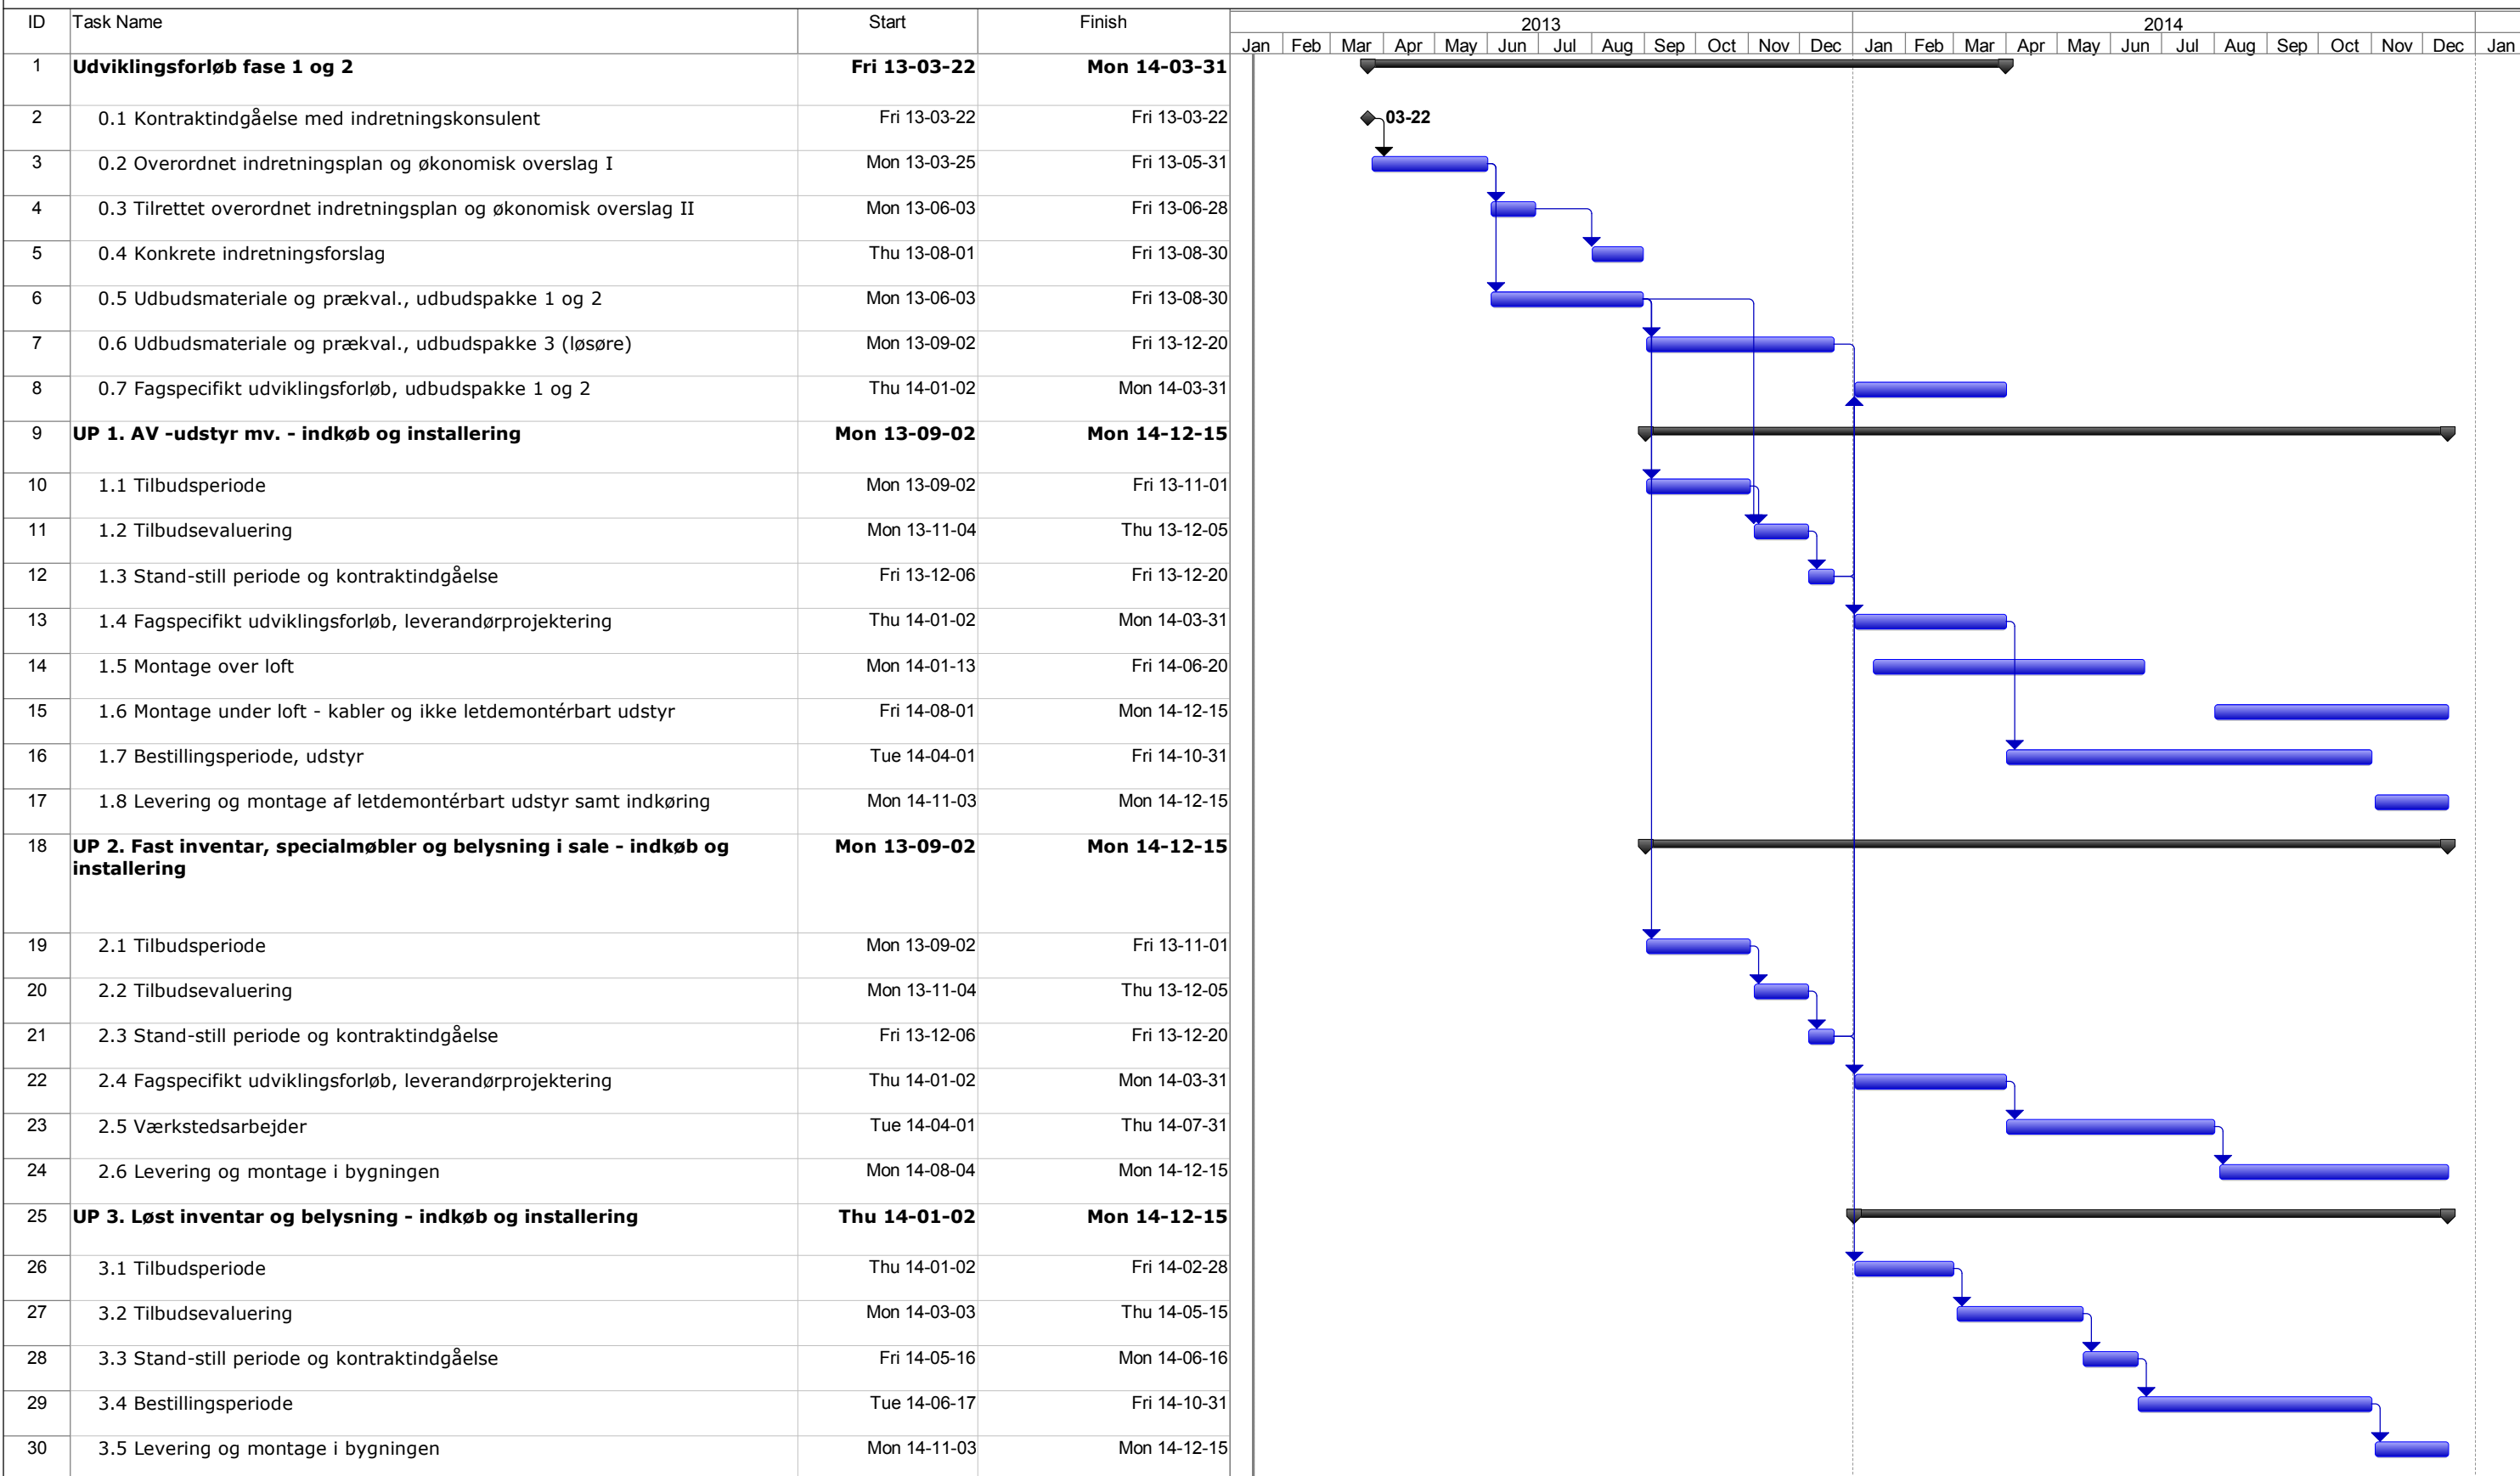 ID Task Name Start Finish 2013 2014
Jan Feb Mar Apr May Jun Jul Aug Sep Oct Nov Dec Jan Feb Mar Apr May Jun Jul Aug Sep Oct Nov Dec Jan
1 Udviklingsforløb fase 1 og 2 Fri 13-03-22 Mon 14-03-31
2 0.1 Kontraktindgåelse med indretningskonsulent Fri 13-03-22 Fri 13-03-22 03-22
3 0.2 Overordnet indretningsplan og økonomisk overslag I Mon 13-03-25 Fri 13-05-31
4 0.3 Tilrettet overordnet indretningsplan og økonomisk overslag II Mon 13-06-03 Fri 13-06-28
5 0.4 Konkrete indretningsforslag Thu 13-08-01 Fri 13-08-30
6 0.5 Udbudsmateriale og prækval., udbudspakke 1 og 2 Mon 13-06-03 Fri 13-08-30
7 0.6 Udbudsmateriale og prækval., udbudspakke 3 (løsøre) Mon 13-09-02 Fri 13-12-20
8 0.7 Fagspecifikt udviklingsforløb, udbudspakke 1 og 2 Thu 14-01-02 Mon 14-03-31
9 UP 1. AV -udstyr mv. - indkøb og installering Mon 13-09-02 Mon 14-12-15
10 1.1 Tilbudsperiode Mon 13-09-02 Fri 13-11-01
11 1.2 Tilbudsevaluering Mon 13-11-04 Thu 13-12-05
12 1.3 Stand-still periode og kontraktindgåelse Fri 13-12-06 Fri 13-12-20
13 1.4 Fagspecifikt udviklingsforløb, leverandørprojektering Thu 14-01-02 Mon 14-03-31
14 1.5 Montage over loft Mon 14-01-13 Fri 14-06-20
15 1.6 Montage under loft - kabler og ikke letdemontérbart udstyr Fri 14-08-01 Mon 14-12-15
16 1.7 Bestillingsperiode, udstyr Tue 14-04-01 Fri 14-10-31
17 1.8 Levering og montage af letdemontérbart udstyr samt indkøring Mon 14-11-03 Mon 14-12-15
18 UP 2. Fast inventar, specialmøbler og belysning i sale - indkøb og Mon 13-09-02 Mon 14-12-15
installering
19 2.1 Tilbudsperiode Mon 13-09-02 Fri 13-11-01
20 2.2 Tilbudsevaluering Mon 13-11-04 Thu 13-12-05
21 2.3 Stand-still periode og kontraktindgåelse Fri 13-12-06 Fri 13-12-20
22 2.4 Fagspecifikt udviklingsforløb, leverandørprojektering Thu 14-01-02 Mon 14-03-31
23 2.5 Værkstedsarbejder Tue 14-04-01 Thu 14-07-31
24 2.6 Levering og montage i bygningen Mon 14-08-04 Mon 14-12-15
25 UP 3. Løst inventar og belysning - indkøb og installering Thu 14-01-02 Mon 14-12-15
26 3.1 Tilbudsperiode Thu 14-01-02 Fri 14-02-28
27 3.2 Tilbudsevaluering Mon 14-03-03 Thu 14-05-15
28 3.3 Stand-still periode og kontraktindgåelse Fri 14-05-16 Mon 14-06-16
29 3.4 Bestillingsperiode Tue 14-06-17 Fri 14-10-31
30 3.5 Levering og montage i bygningen Mon 14-11-03 Mon 14-12-15